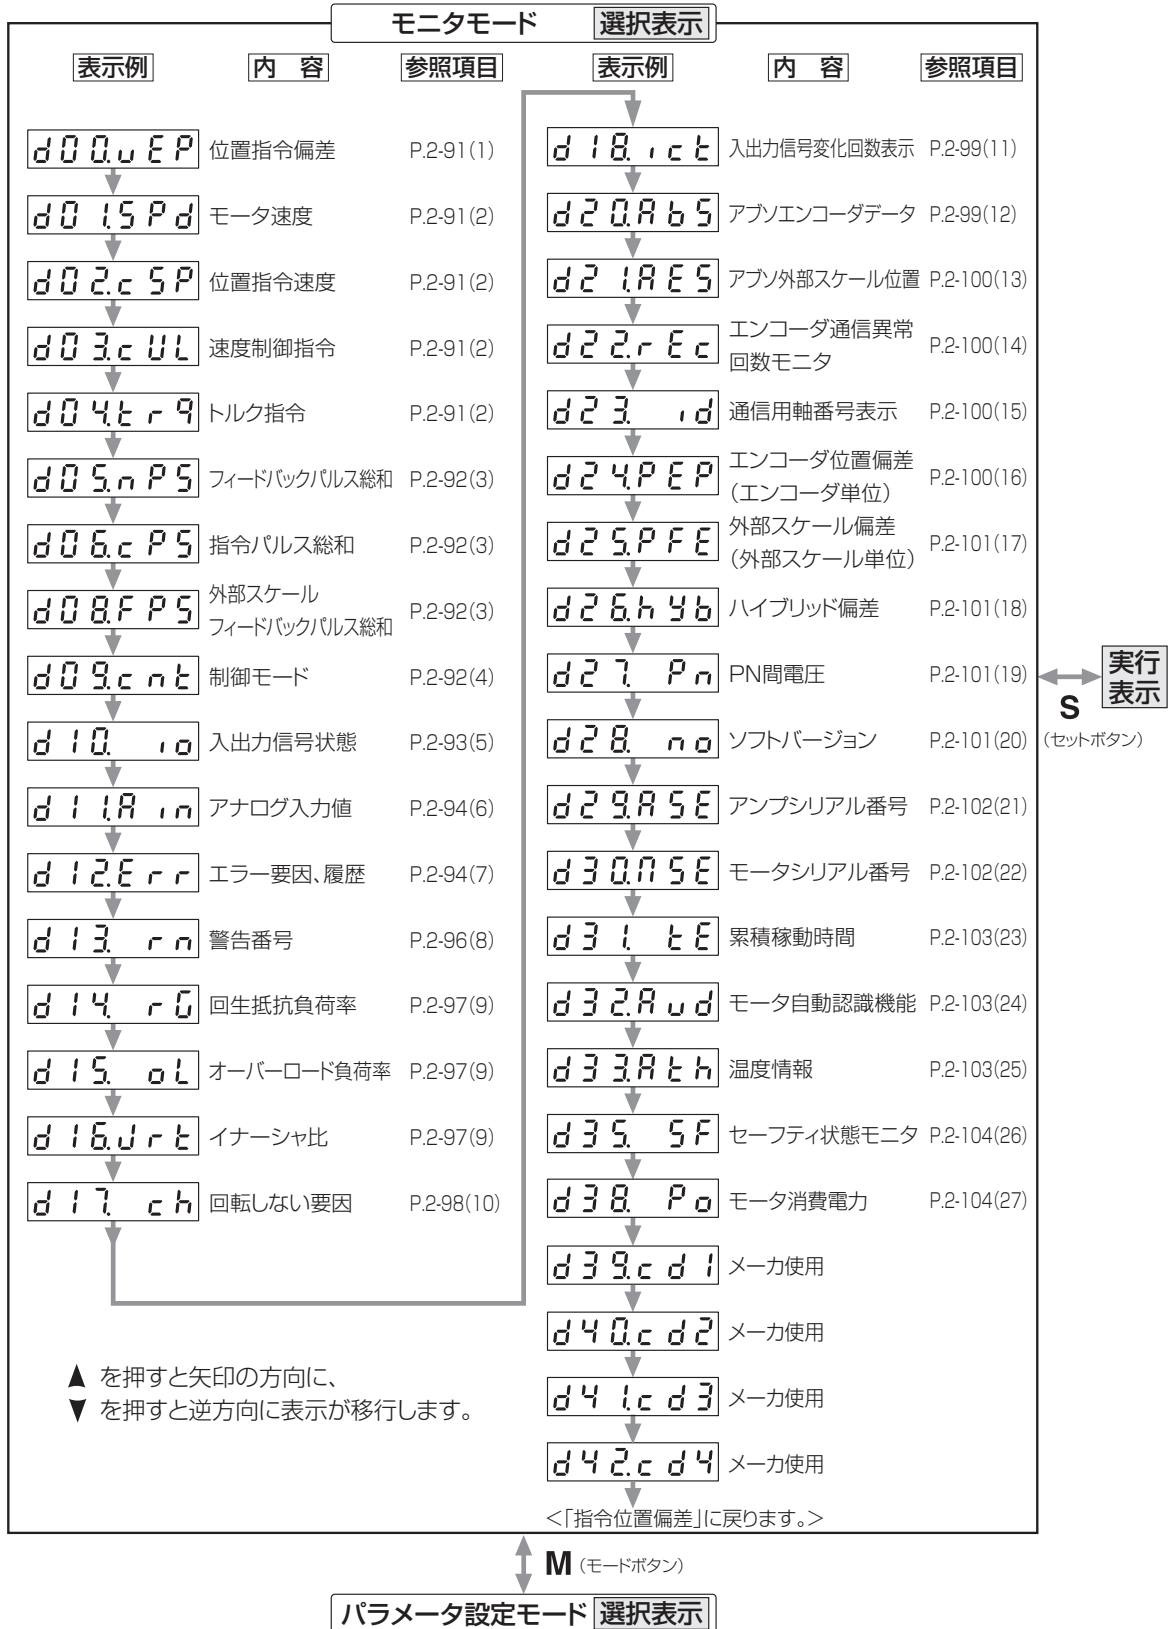 モニタモード 選択表示
表示例 内 容 参照項目
d00.uEP 位置指令偏差 P.2-91(1)
d01.SPd モータ速度 P.2-91(2)
d02.cSP 位置指令速度 P.2-91(2)
d03.cUL 速度制御指令 P.2-91(2)
d04.trq トルク指令 P.2-91(2)
d05.nPS フィードバックパルス総和 P.2-92(3)
d06.cPS 指令パルス総和 P.2-92(3)
d08.FPS 外部スケール
フィードバックパルス総和 P.2-92(3)
d09.cnt 制御モード P.2-92(4)
d10. io 入出力信号状態 P.2-93(5)
d11.Ain アナログ入力値 P.2-94(6)
d12.Err エラー要因、履歴 P.2-94(7)
d13. rn 警告番号 P.2-96(8)
d14. rG 回生抵抗負荷率 P.2-97(9)
d15. oL オーバーロード負荷率 P.2-97(9)
d16.Jrt イナーシャ比 P.2-97(9)
d17. ch 回転しない要因 P.2-98(10)
▲ を押すと矢印の方向に、
▼ を押すと逆方向に表示が移行します。
表示例 内 容 参照項目
d18.ict 入出力信号変化回数表示 P.2-99(11)
d20.AbS アブソエンコーダデータ P.2-99(12)
d21.AES アブソ外部スケール位置 P.2-100(13)
d22.rEc エンコーダ通信異常
回数モニタ P.2-100(14)
d23. id 通信用軸番号表示 P.2-100(15)
d24.PEP エンコーダ位置偏差
(エンコーダ単位) P.2-100(16)
d25.PFE 外部スケール偏差
(外部スケール単位) P.2-101(17)
d26.hyb ハイブリッド偏差 P.2-101(18)
d27. Pn PN間電圧 P.2-101(19)
d28. no ソフトバージョン P.2-101(20)
d29.ASE アンプシリアル番号 P.2-102(21)
d30.MSE モータシリアル番号 P.2-102(22)
d31. tE 累積稼動時間 P.2-103(23)
d32.Aud モータ自動認識機能 P.2-103(24)
d33.Ath 温度情報 P.2-103(25)
d35. SF セーフティ状態モニタ P.2-104(26)
d38. Po モータ消費電力 P.2-104(27)
d39.cd1 メーカ使用
d40.cd2 メーカ使用
d41.cd3 メーカ使用
d42.cd4 メーカ使用
<「指令位置偏差」に戻ります。>
実行
表示
S
(セットボタン)
M (モードボタン)
パラメータ設定モード 選択表示